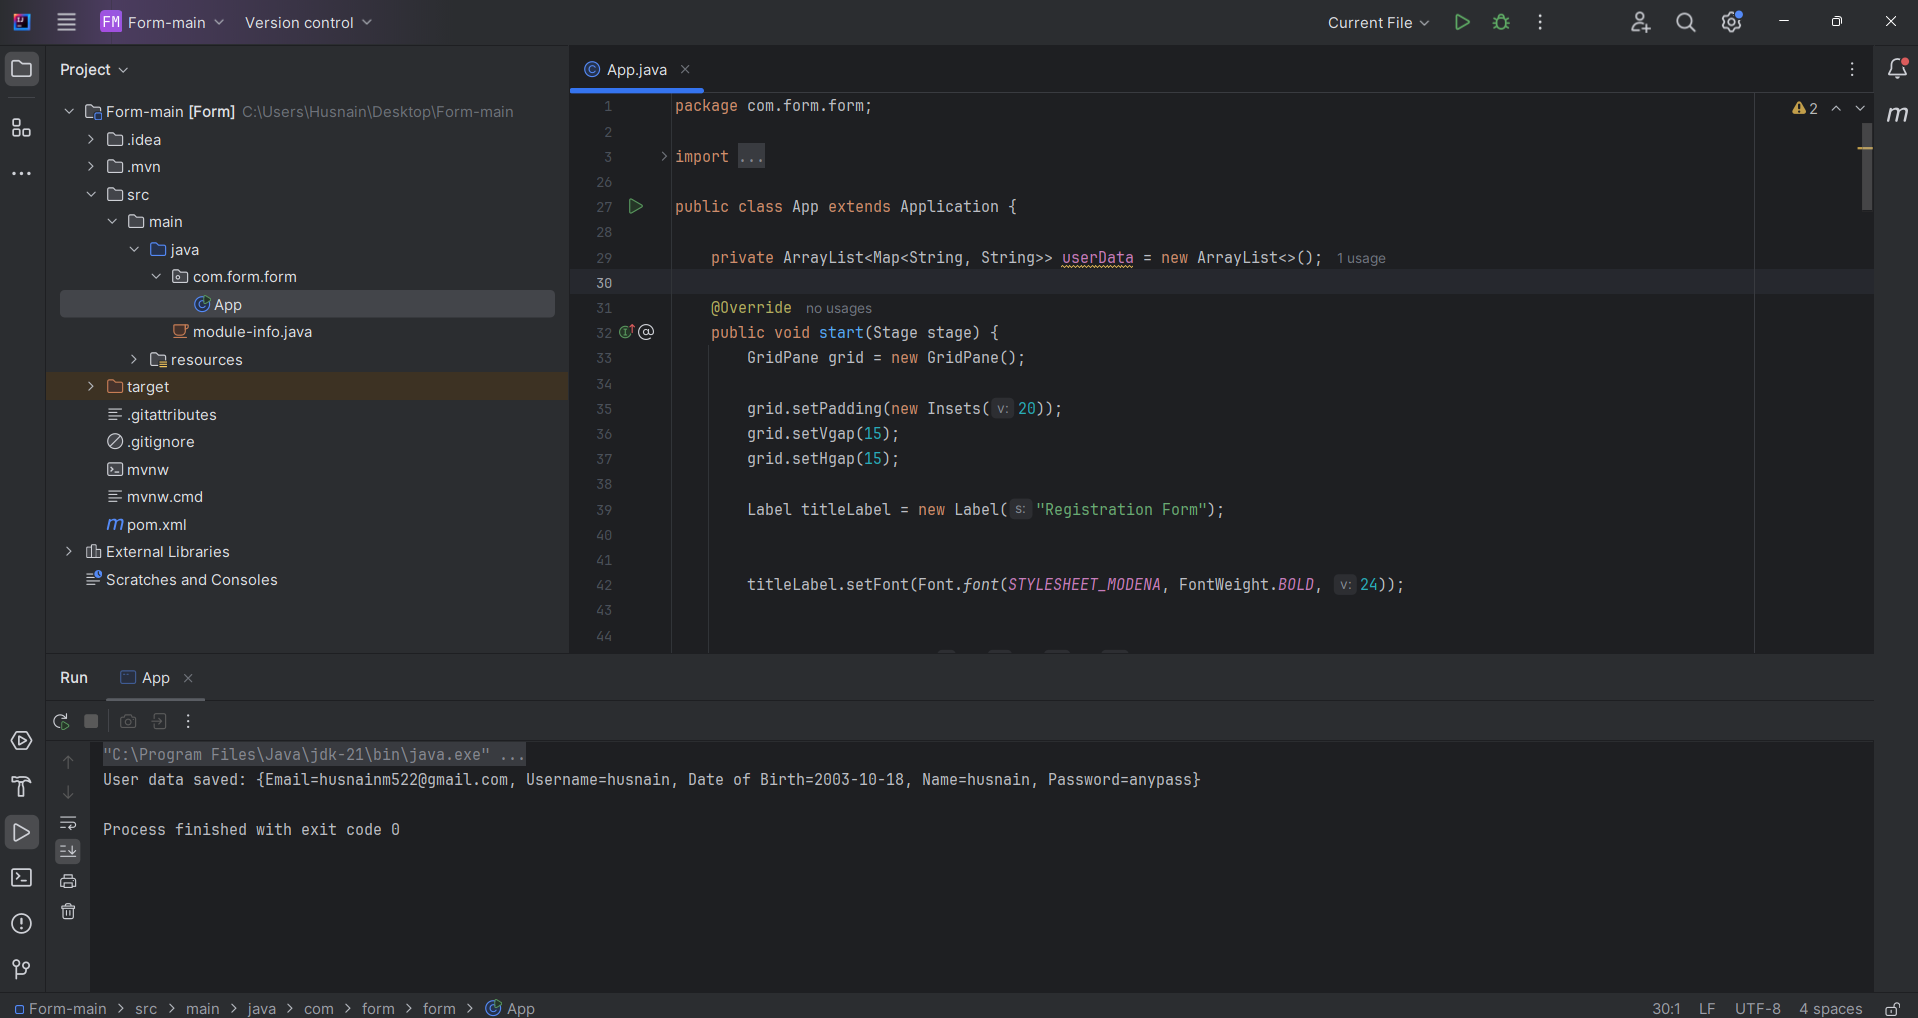 FM Form-main Version control Current File
Project
App.java
Form-main [Form] C:\Users\Husnain\Desktop\Form-main
.idea
.mvn
src
main
java
com.form.form
App
module-info.java
resources
target
.gitattributes
.gitignore
mvnw
mvnw.cmd
pom.xml
External Libraries
Scratches and Consoles
1 package com.form.form;
2
3 import ...
26
27 public class App extends Application {
28
29 private ArrayList<Map<String, String>> userData = new ArrayList<>(); 1 usage
30
31 @Override no usages
32 public void start(Stage stage) {
33 GridPane grid = new GridPane();
34
35 grid.setPadding(new Insets( v: 20));
36 grid.setVgap(15);
37 grid.setHgap(15);
38
39 Label titleLabel = new Label( s: "Registration Form");
40
41
42 titleLabel.setFont(Font.font(STYLESHEET_MODENA, FontWeight.BOLD, v: 24));
43
44
2
m
Run App
"C:\Program Files\Java\jdk-21\bin\java.exe" ...
User data saved: {Email=husnainm522@gmail.com, Username=husnain, Date of Birth=2003-10-18, Name=husnain, Password=anypass}
Process finished with exit code 0
Form-main > src > main > java > com > form > form > App
30:1 LF UTF-8 4 spaces